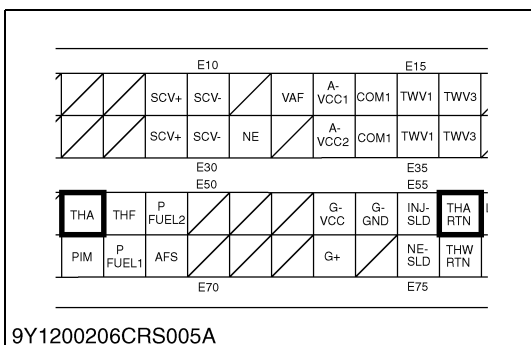 E10 E15
SCV+ SCV- VAF A-VCC1 COM1 TWV1 TWV3
SCV+ SCV- NE A-VCC2 COM1 TWV1 TWV3
E30 E35
E50 E55
THA THF P FUEL2 G-VCC G-GND INJ-SLD THA RTN
PIM P FUEL1 AFS G+ NE-SLD THW RTN
E70 E75
9Y1200206CRS005A